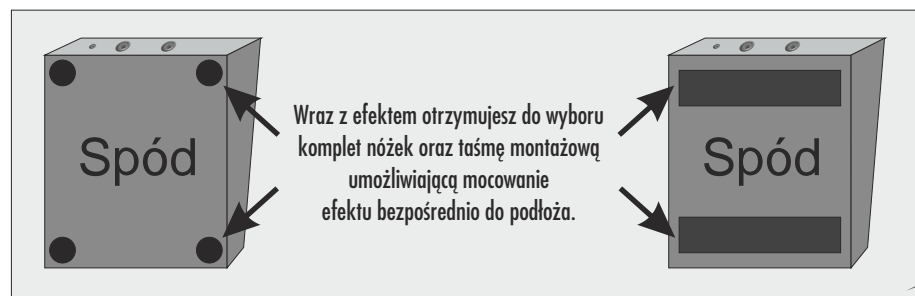 Spód
Wraz z efektem otrzymujesz do wyboru
komplet nóżek oraz taśmę montażową
umożliwiającą mocowanie
efektu bezpośrednio do podłoża.
Spód